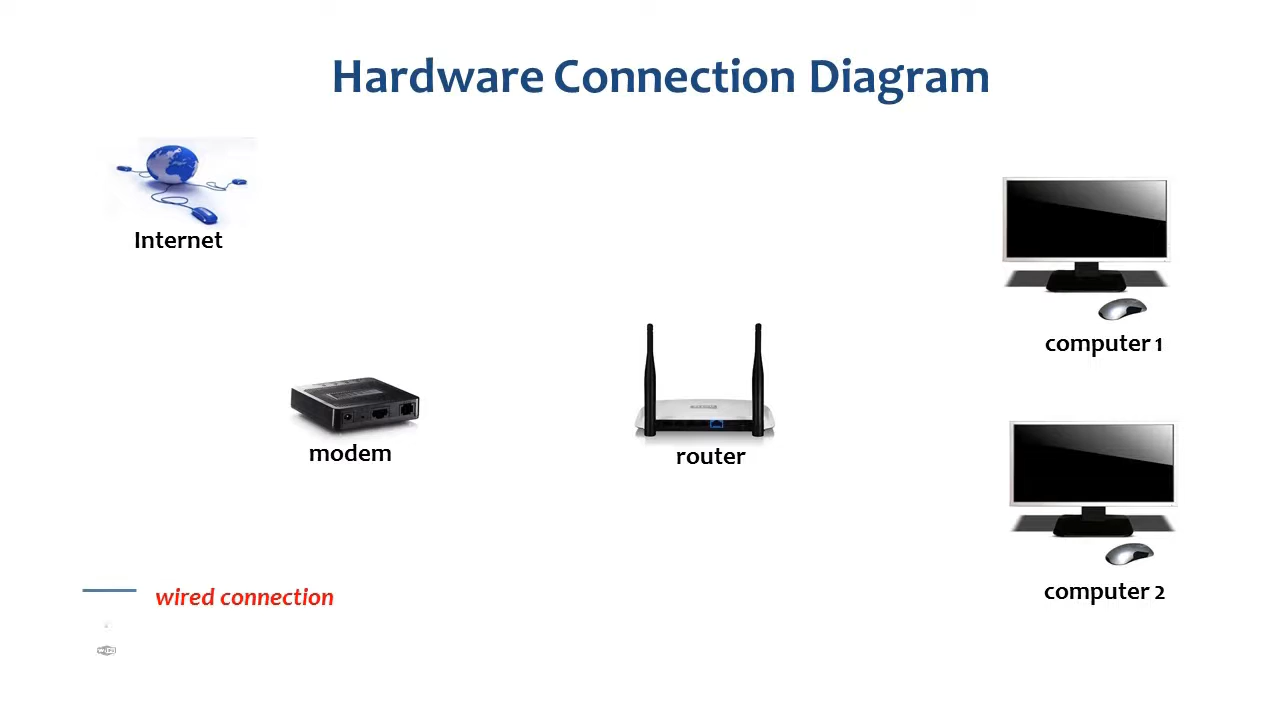 Hardware Connection Diagram
Internet
computer 1
modem
router
computer 2
wired connection